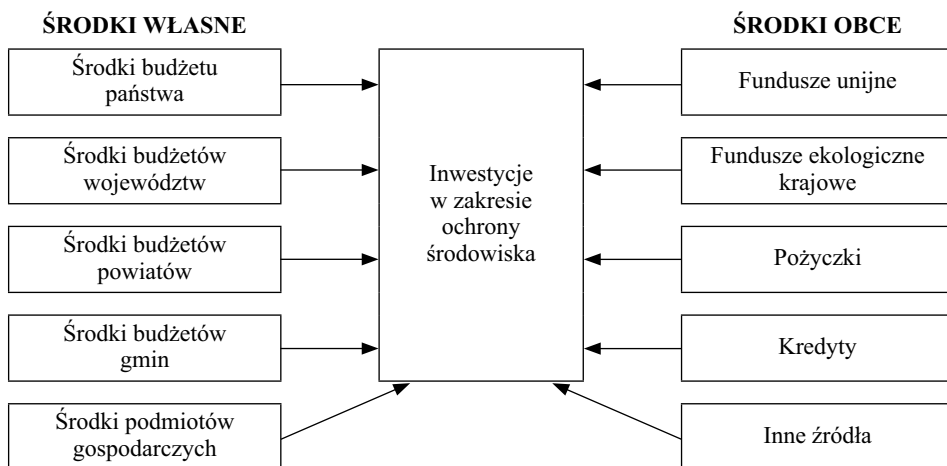 ŚRODKI WŁASNE
Środki budżetu
państwa
Środki budżetów
województw
Środki budżetów
powiatów
Środki budżetów
gmin
Środki podmiotów
gospodarczych
Inwestycje
w zakresie
ochrony
środowiska
ŚRODKI OBCE
Fundusze unijne
Fundusze ekologiczne
krajowe
Pożyczki
Kredyty
Inne źródła